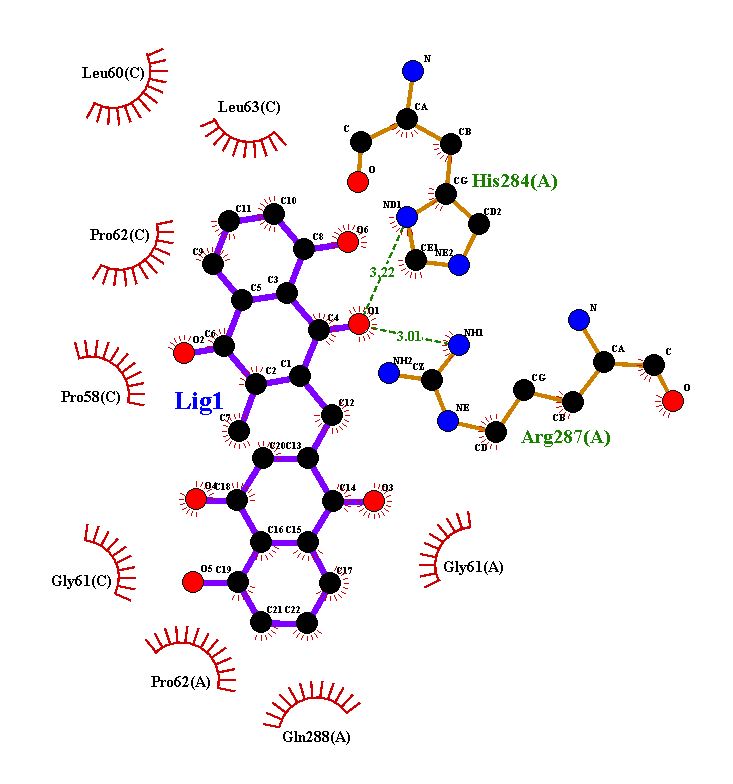 N
Leu60(C)
Leu63(C)
CA
C
CB
O
CG
His284(A)
C11
C10
ND1
CD2
Pro62(C)
C8
O6
C9
CE1
NE2
3.22
C3
C5
C4
O1
N
O2
C6
3.01
NH1
C1
CA
C
NH2
CZ
C2
Pro58(C)
Lig1
CG
O
C12
NE
CB
C7
CD
Arg287(A)
C20
C13
O4
C18
C14
O3
C16
C15
Gly61(C)
O5
C19
C17
Gly61(A)
C21
C22
Pro62(A)
Gln288(A)